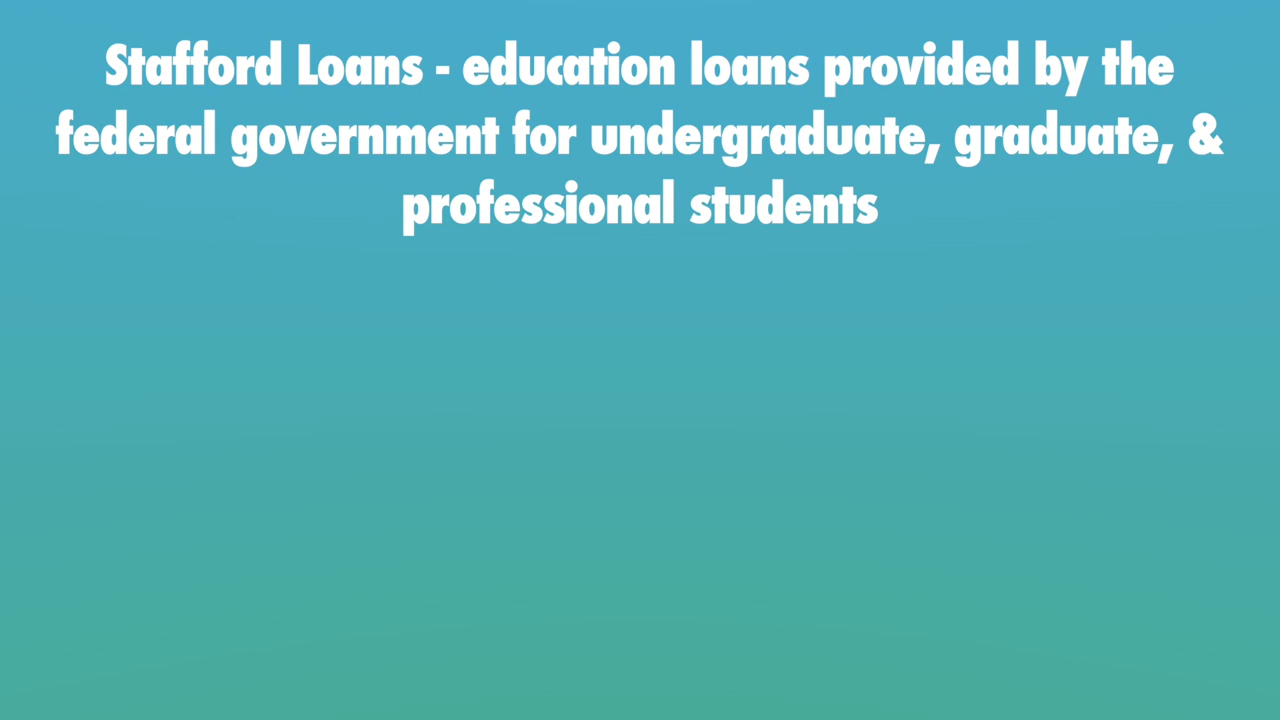 Stafford Loans - education loans provided by the
federal government for undergraduate, graduate, &
professional students